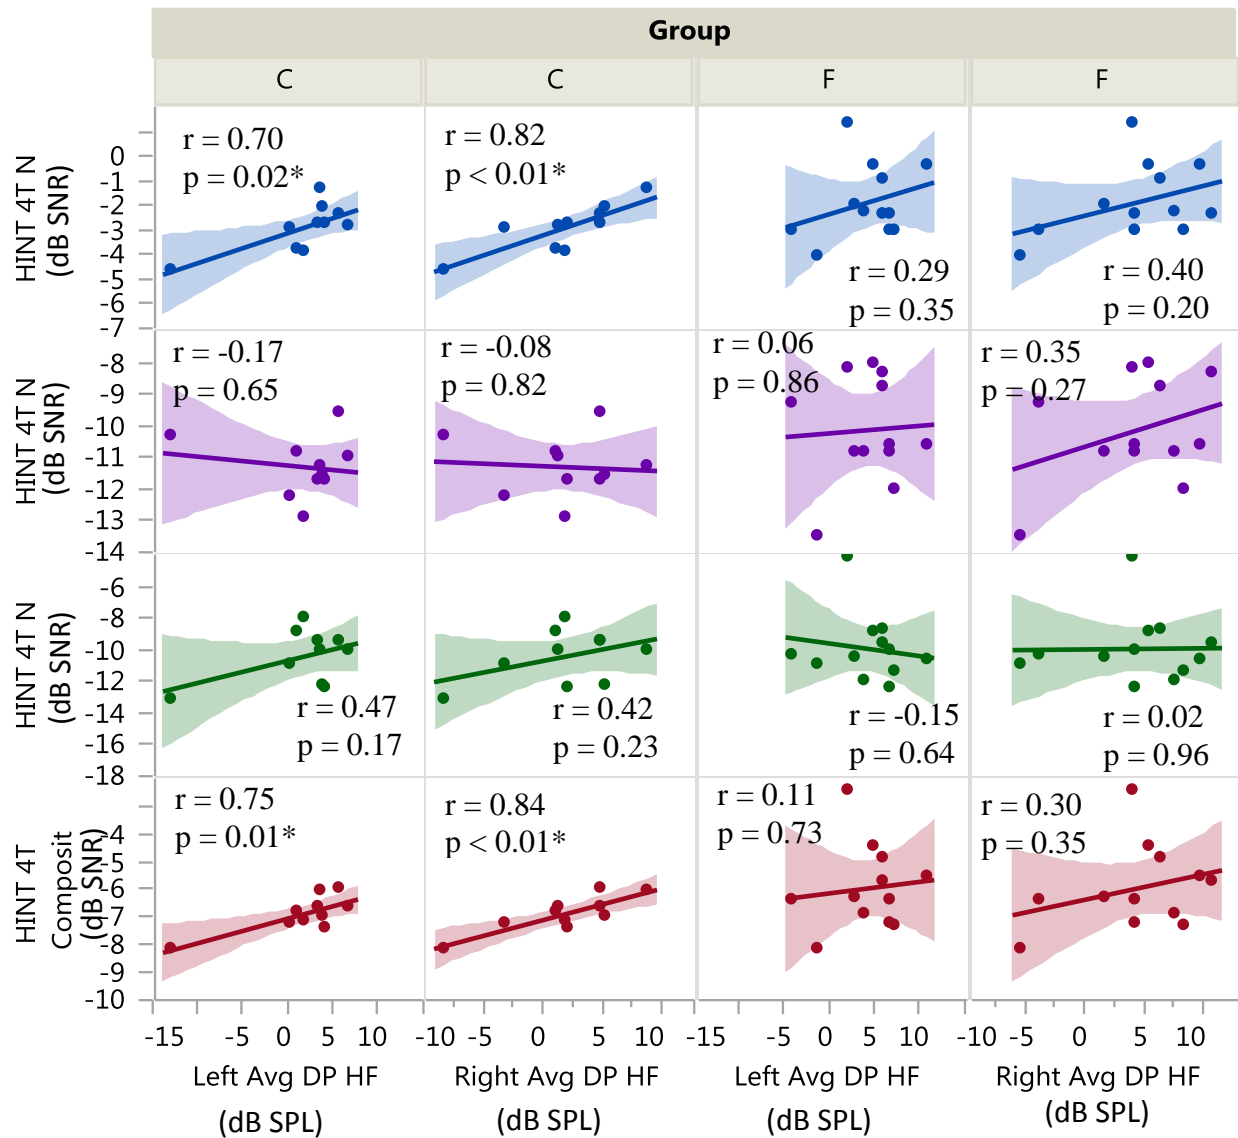 Group
C C F F
HINT 4T N
(dB SNR)
0
-1
-2
-3
-4
-5
-6
-7
r = 0.70
p = 0.02*
r = 0.82
p < 0.01*
r = 0.29
p = 0.35
r = 0.40
p = 0.20
HINT 4T N
(dB SNR)
-8
-9
-10
-11
-12
-13
-14
r = -0.17
p = 0.65
r = -0.08
p = 0.82
r = 0.06
p = 0.86
r = 0.35
p = 0.27
HINT 4T N
(dB SNR)
-6
-8
-10
-12
-14
-16
-18
r = 0.47
p = 0.17
r = 0.42
p = 0.23
r = -0.15
p = 0.64
r = 0.02
p = 0.96
HINT 4T
Composit
(dB SNR)
-4
-5
-6
-7
-8
-9
-10
r = 0.75
p = 0.01*
r = 0.84
p < 0.01*
r = 0.11
p = 0.73
r = 0.30
p = 0.35
-15 -5 0 5 10 -10 -5 0 5 10 -15 -5 0 5 10 -10 -5 0 5 10
Left Avg DP HF
(dB SPL)
Right Avg DP HF
(dB SPL)
Left Avg DP HF
(dB SPL)
Right Avg DP HF
(dB SPL)